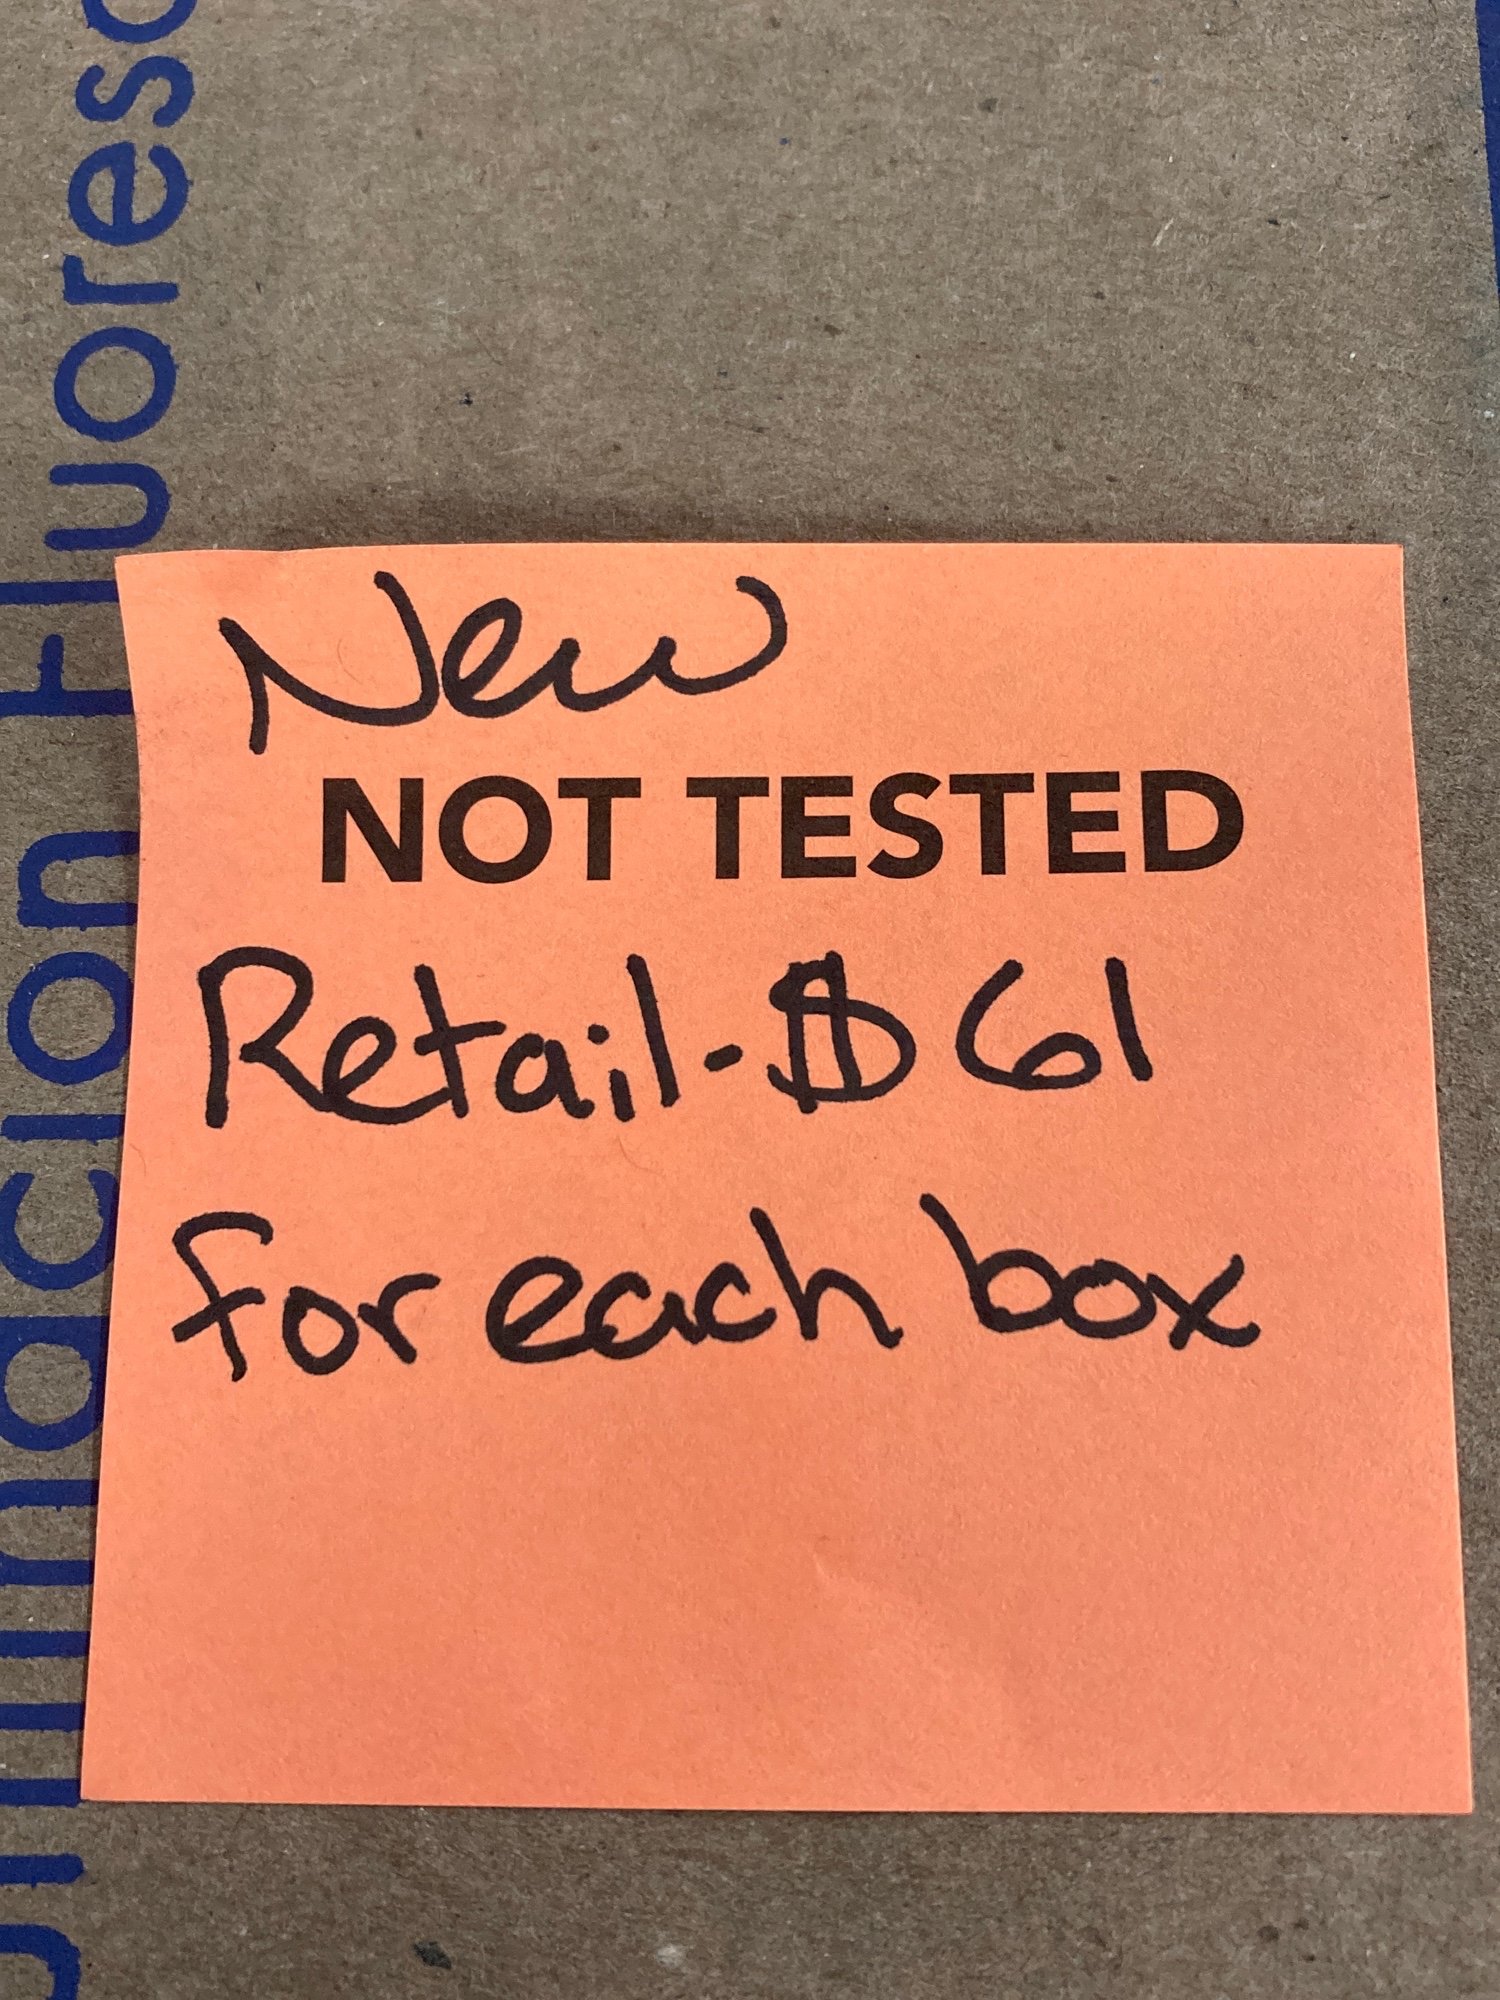 New
NOT TESTED
Retail-$61
for each box